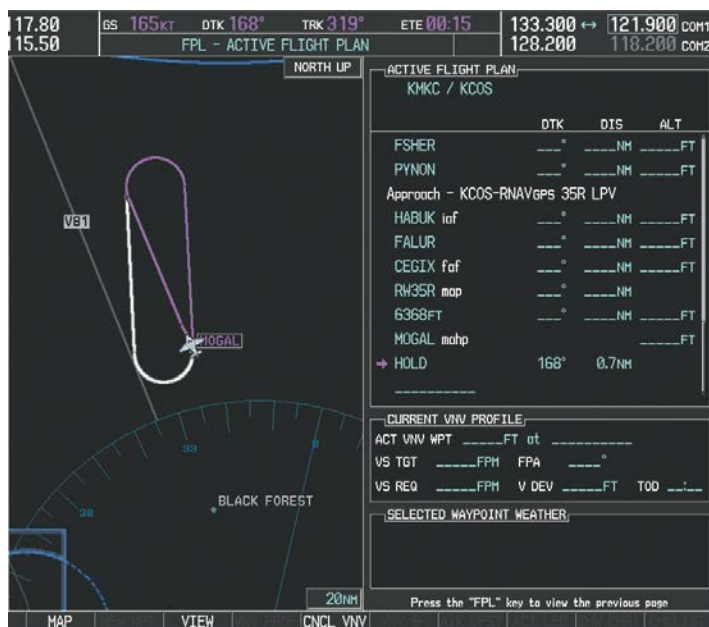 17.80 GS 165KT DTK 168° TRK 319° ETE 00:15 133.300 ↔ 121.900 COM1
15.50 FPL - ACTIVE FLIGHT PLAN 128.200 118.200 COM2
NORTH UP
ACTIVE FLIGHT PLAN
KMKC / KCOS
DTK DIS ALT
FSHER ___° ____NM _____FT
PYNON ___° ____NM _____FT
Approach - KCOS-RNAVGPS 35R LPV
HABUK iaf ___° ____NM _____FT
FALUR ___° ____NM _____FT
CEGIX faf ___° ____NM _____FT
RW35R map ___° ____NM
6368FT ___° ____NM _____FT
MOGAL mahp _____FT
HOLD 168° 0.7NM
__________
CURRENT VNV PROFILE
ACT VNV WPT _____FT at __________
VS TGT _____FPM FPA ____°
VS REQ _____FPM V DEV _____FT TOD __:__
SELECTED WAYPOINT WEATHER
Press the "FPL" key to view the previous page
V81
MOGAL
33
BLACK FOREST
20NM
MAP VIEW CNCL VNV